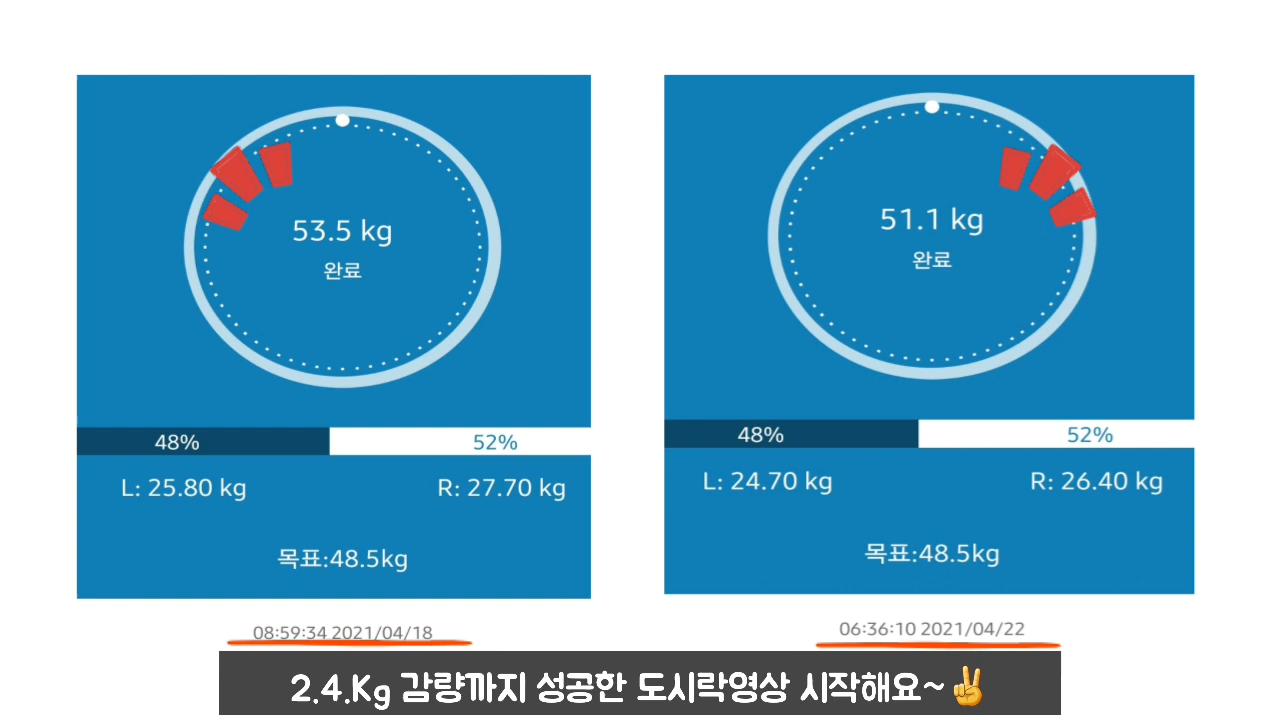 53.5 kg
완료
48%
52%
L: 25.80 kg
R: 27.70 kg
목표:48.5kg
08:59:34 2021/04/18
51.1 kg
완료
48%
52%
L: 24.70 kg
R: 26.40 kg
목표:48.5kg
06:36:10 2021/04/22
2.4.Kg 감량까지 성공한 도시락영상 시작해요~✌